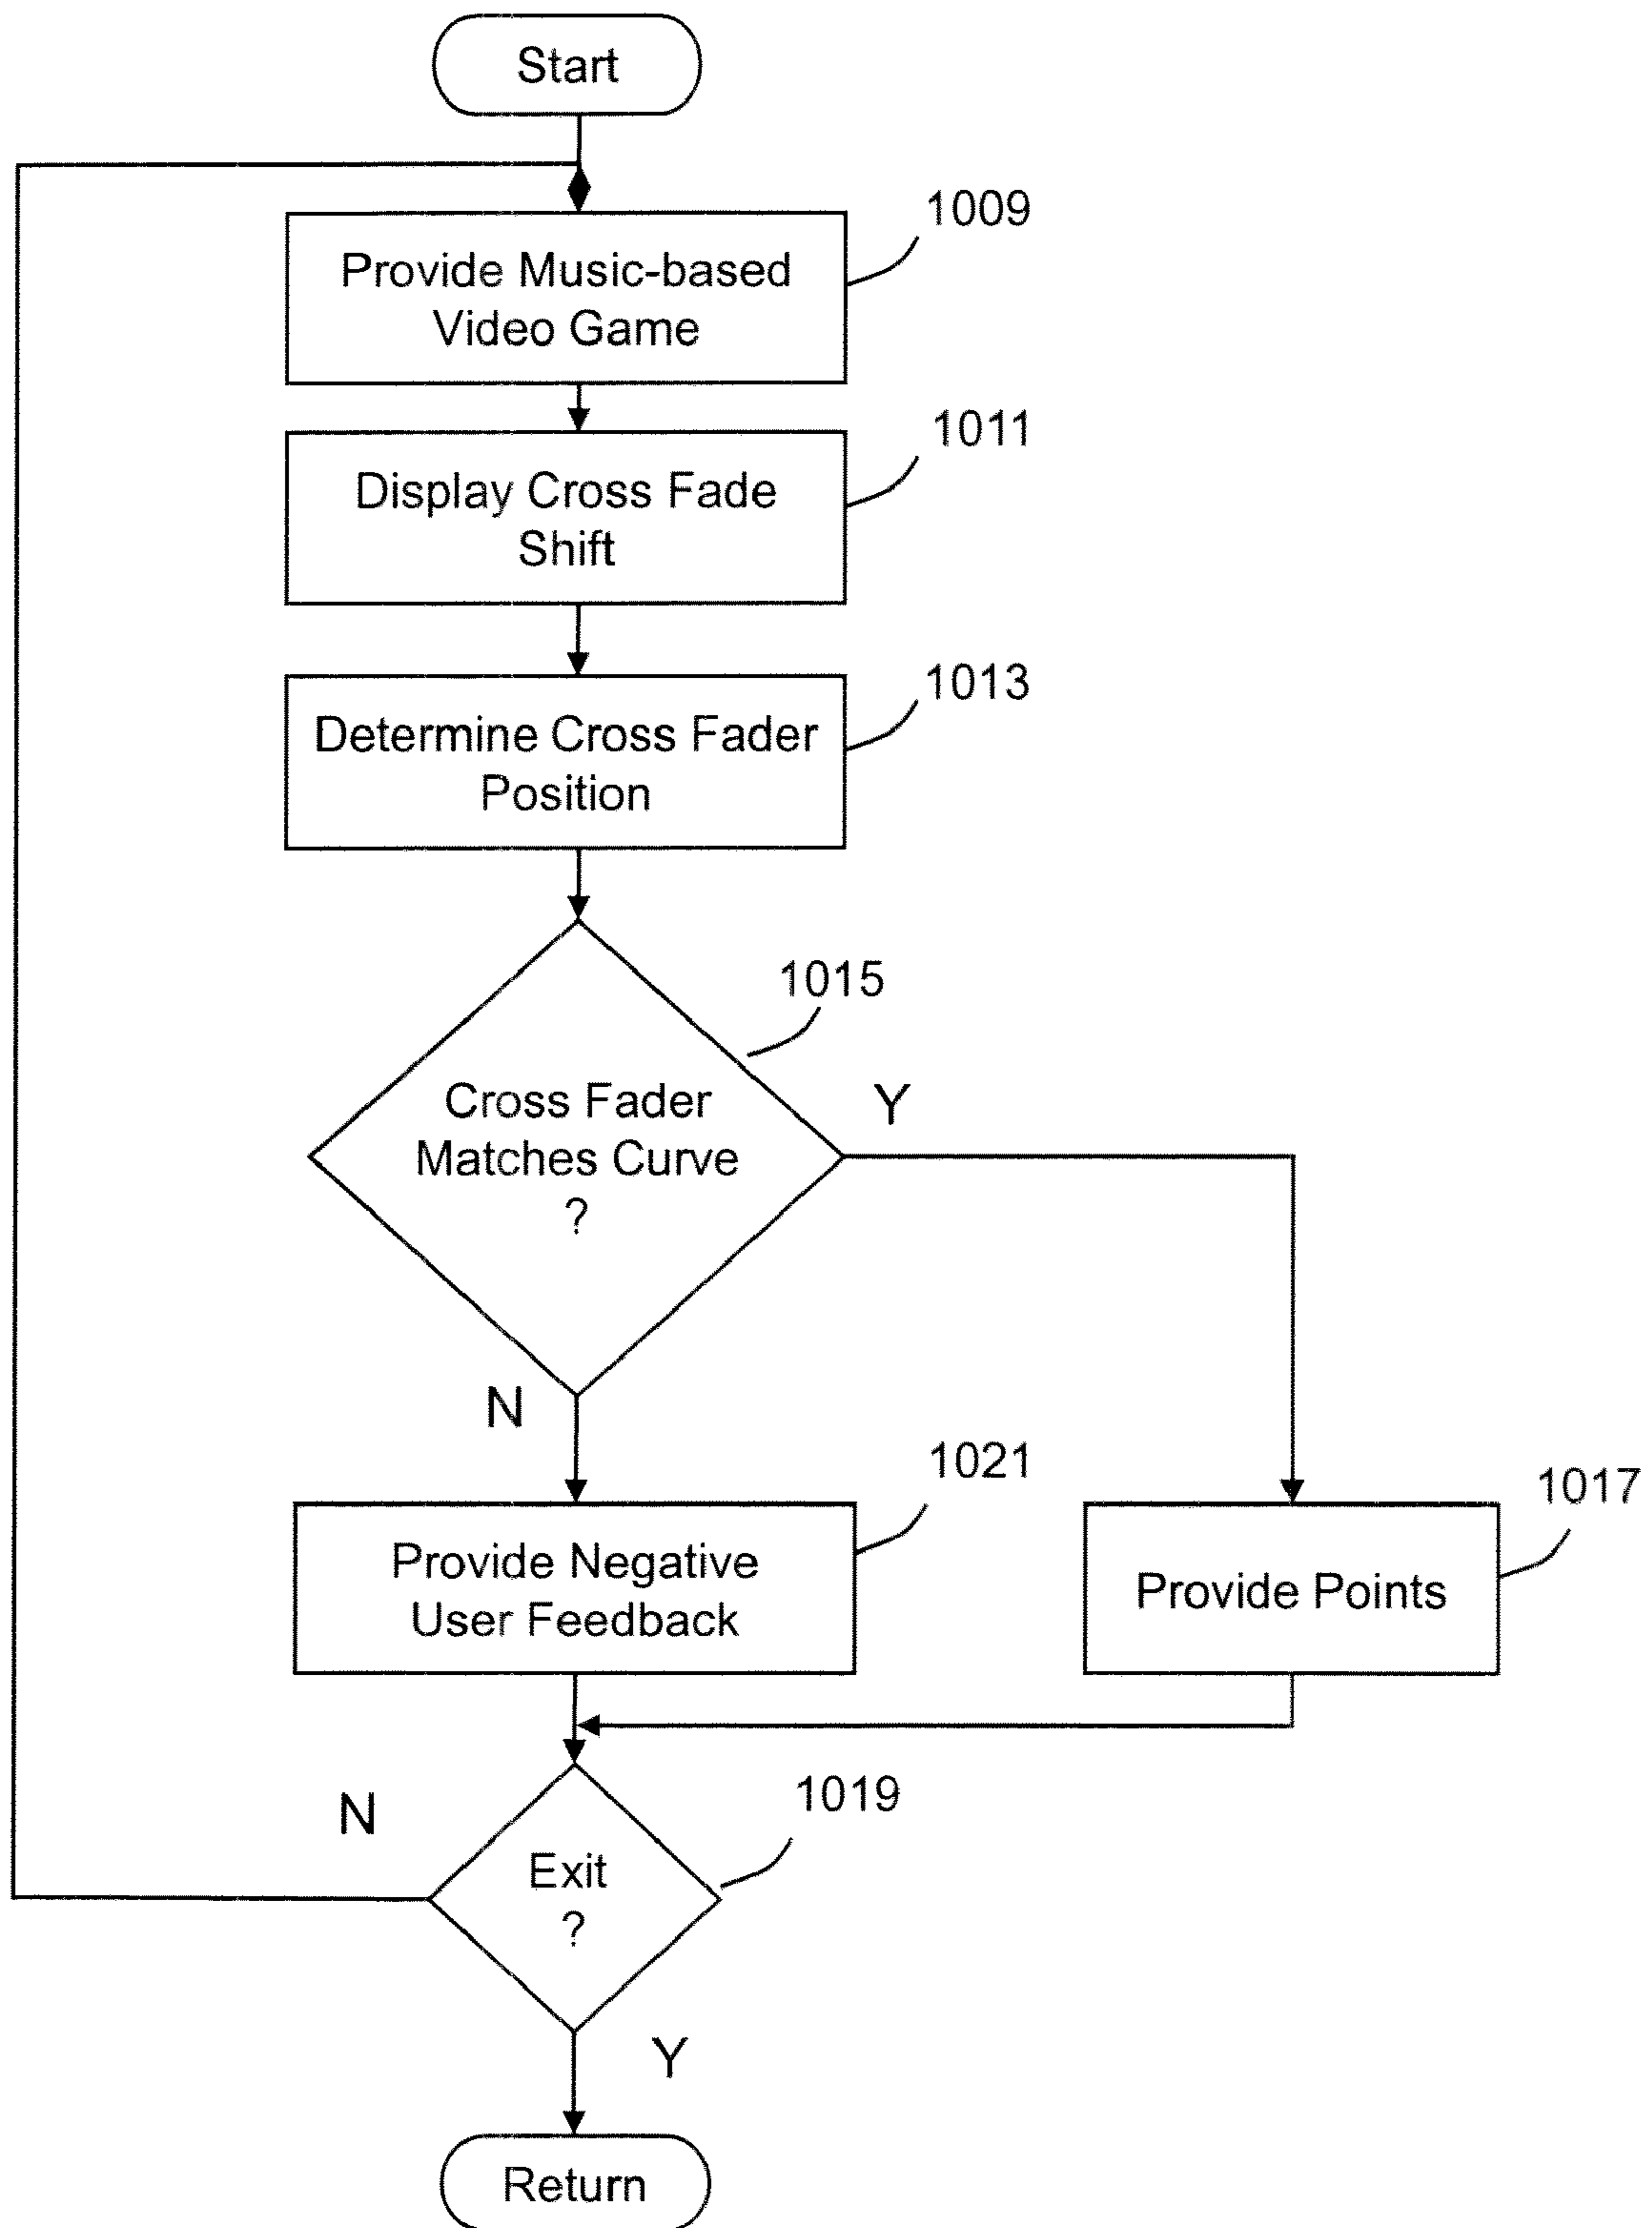 Start
1009
Provide Music-based
Video Game
1011
Display Cross Fade
Shift
1013
Determine Cross Fader
Position
1015
Cross Fader
Matches Curve
?
Y
N
1021
Provide Negative
User Feedback
1017
Provide Points
N
1019
Exit
?
Y
Return